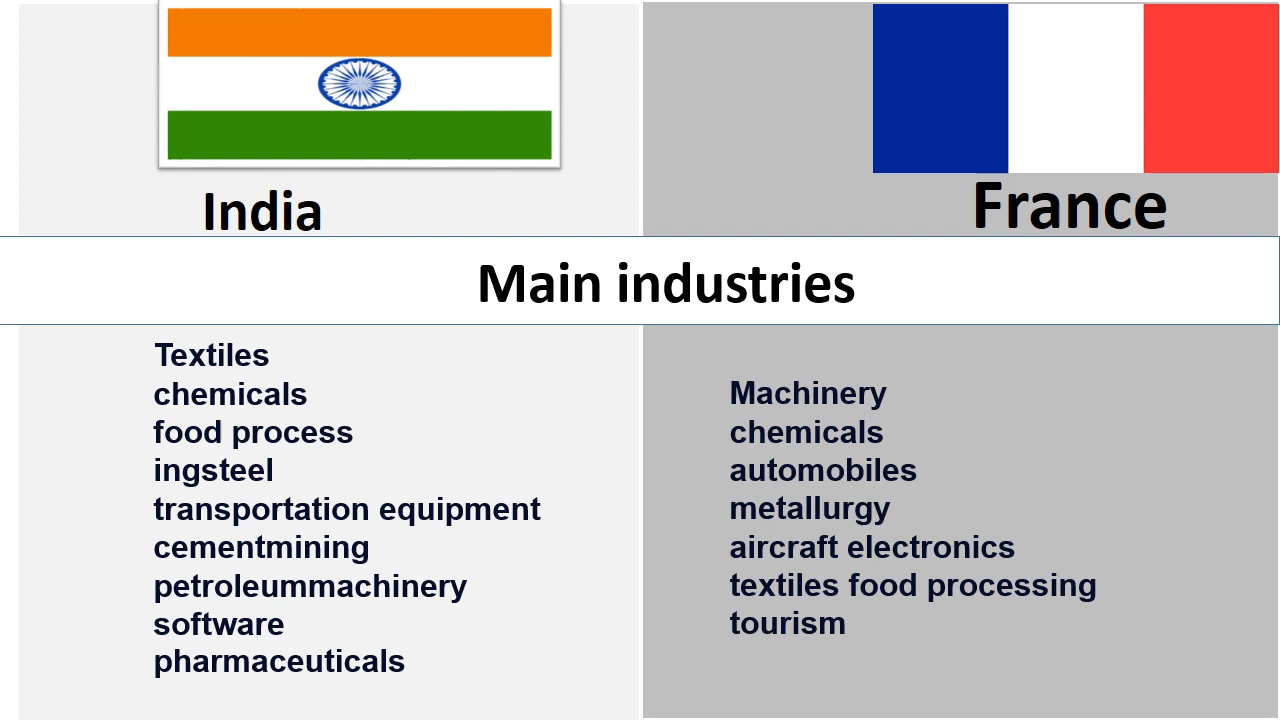 India
France
Main industries
Textiles
chemicals
food process
ingsteel
transportation equipment
cementmining
petroleummachinery
software
pharmaceuticals
Machinery
chemicals
automobiles
metallurgy
aircraft electronics
textiles food processing
tourism